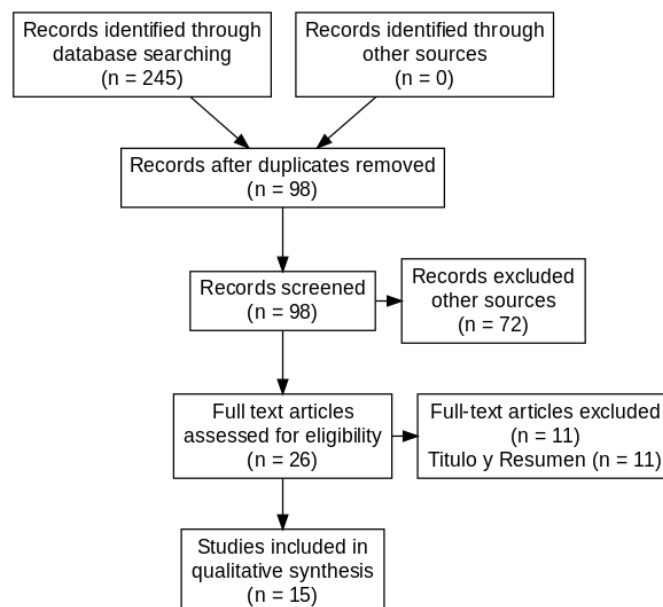 Records identified through
database searching
(n = 245)
Records identified through
other sources
(n = 0)
Records after duplicates removed
(n = 98)
Records screened
(n = 98)
Records excluded
other sources
(n = 72)
Full text articles
assessed for eligibility
(n = 26)
Full-text articles excluded
(n = 11)
Titulo y Resumen (n = 11)
Studies included in
qualitative synthesis
(n = 15)